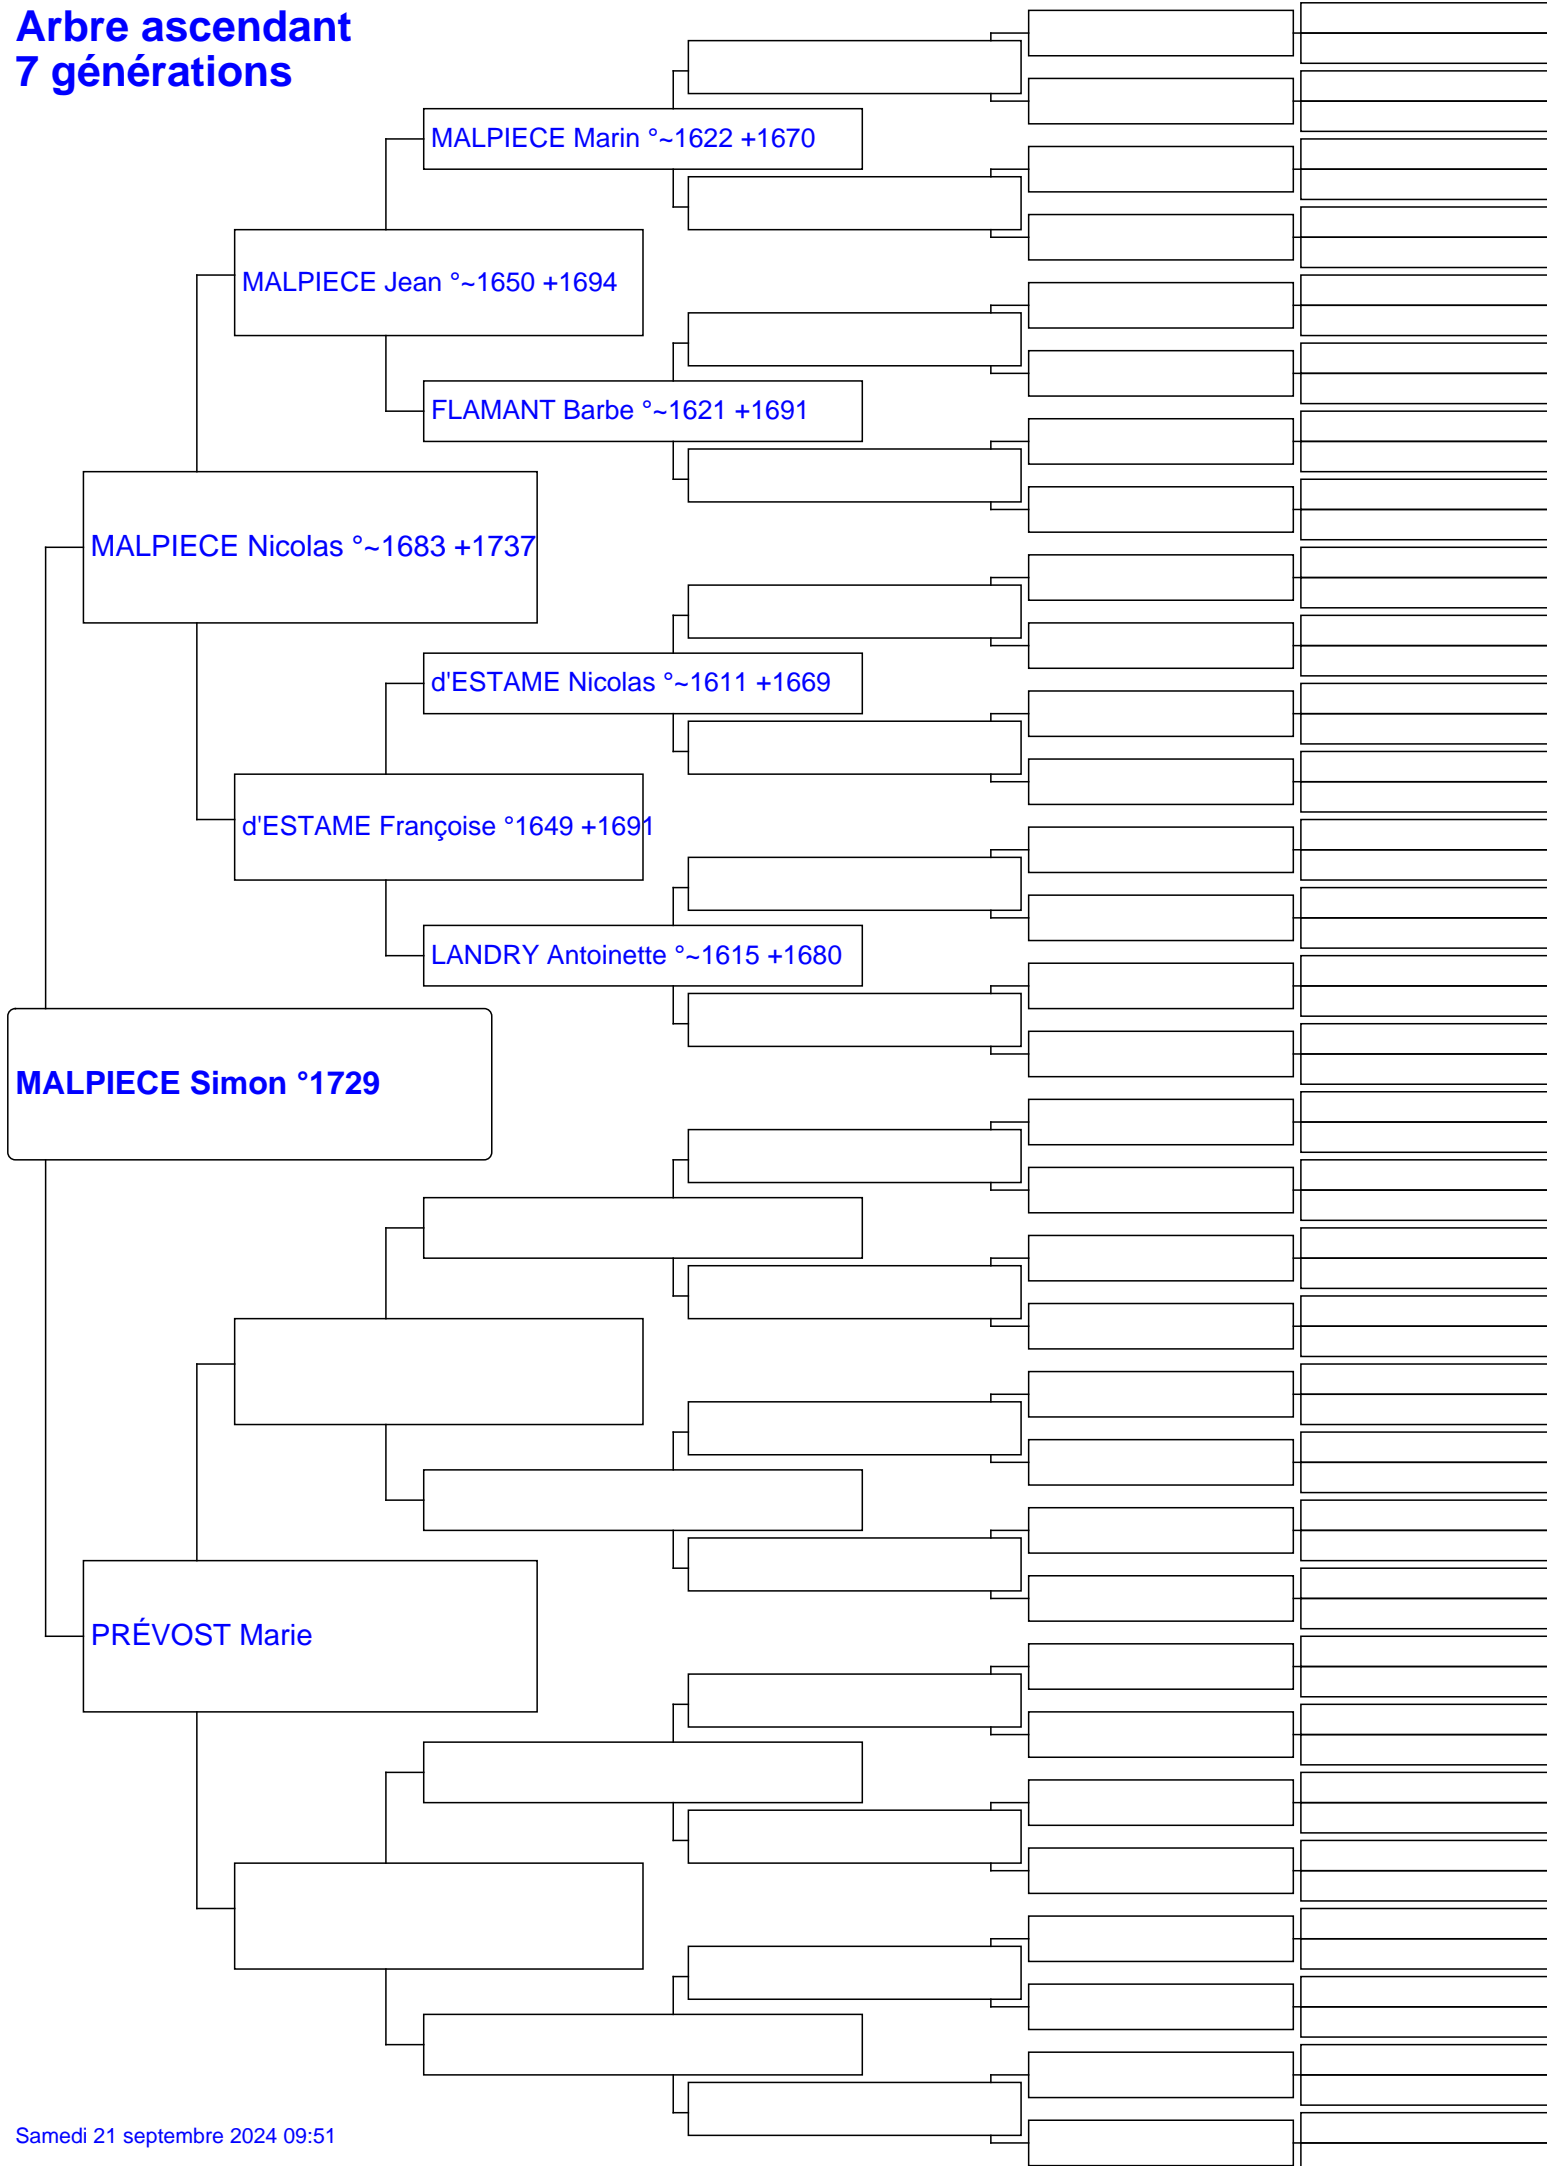 Arbre ascendant
7 générations
MALPIECE Marin °~1622 +1670
MALPIECE Jean °~1650 +1694
FLAMANT Barbe °~1621 +1691
MALPIECE Nicolas °~1683 +1737
d'ESTAME Nicolas °~1611 +1669
d'ESTAME Françoise °1649 +1691
LANDRY Antoinette °~1615 +1680
MALPIECE Simon °1729
PRÉVOST Marie
Samedi 21 septembre 2024 09:51